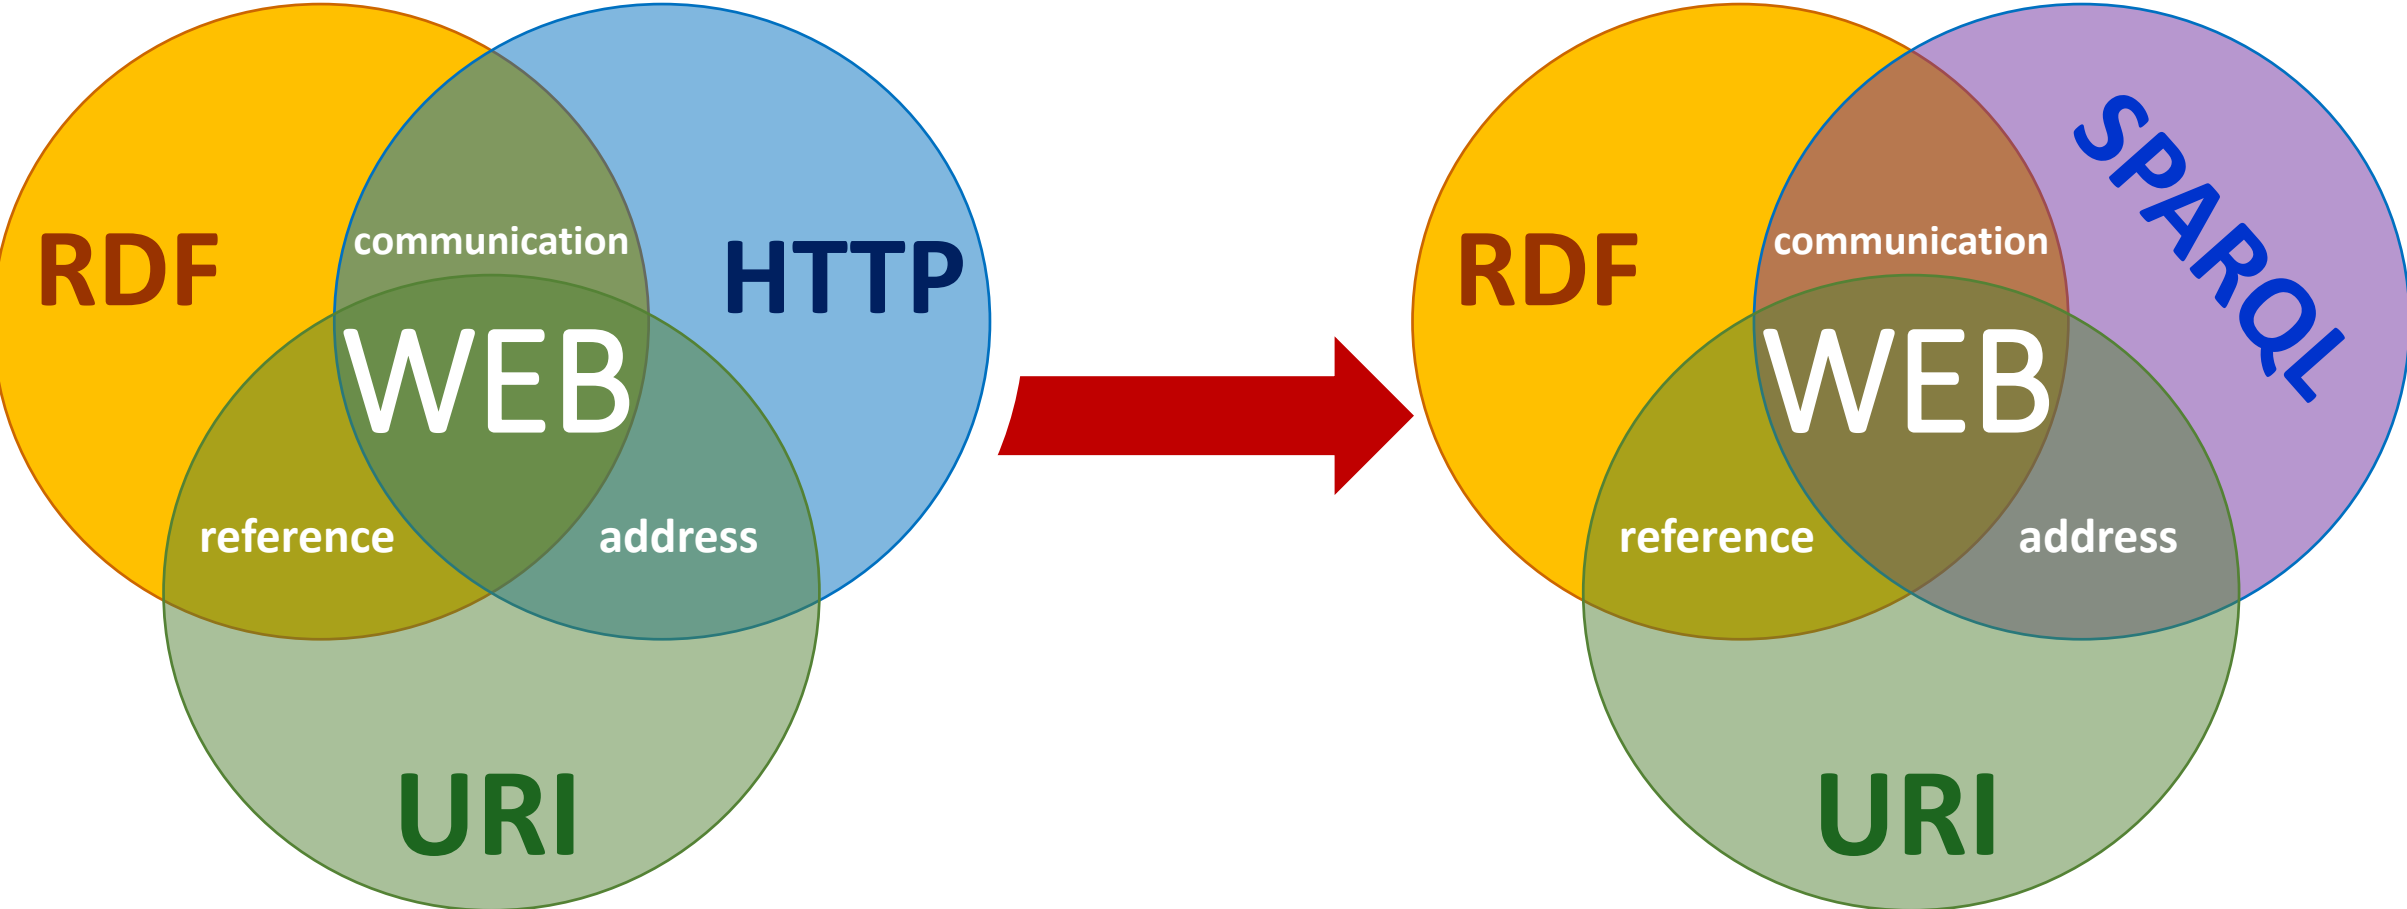 RDF
communication
HTTP
WEB
reference
address
URI
RDF
communication
SPARQL
WEB
reference
address
URI